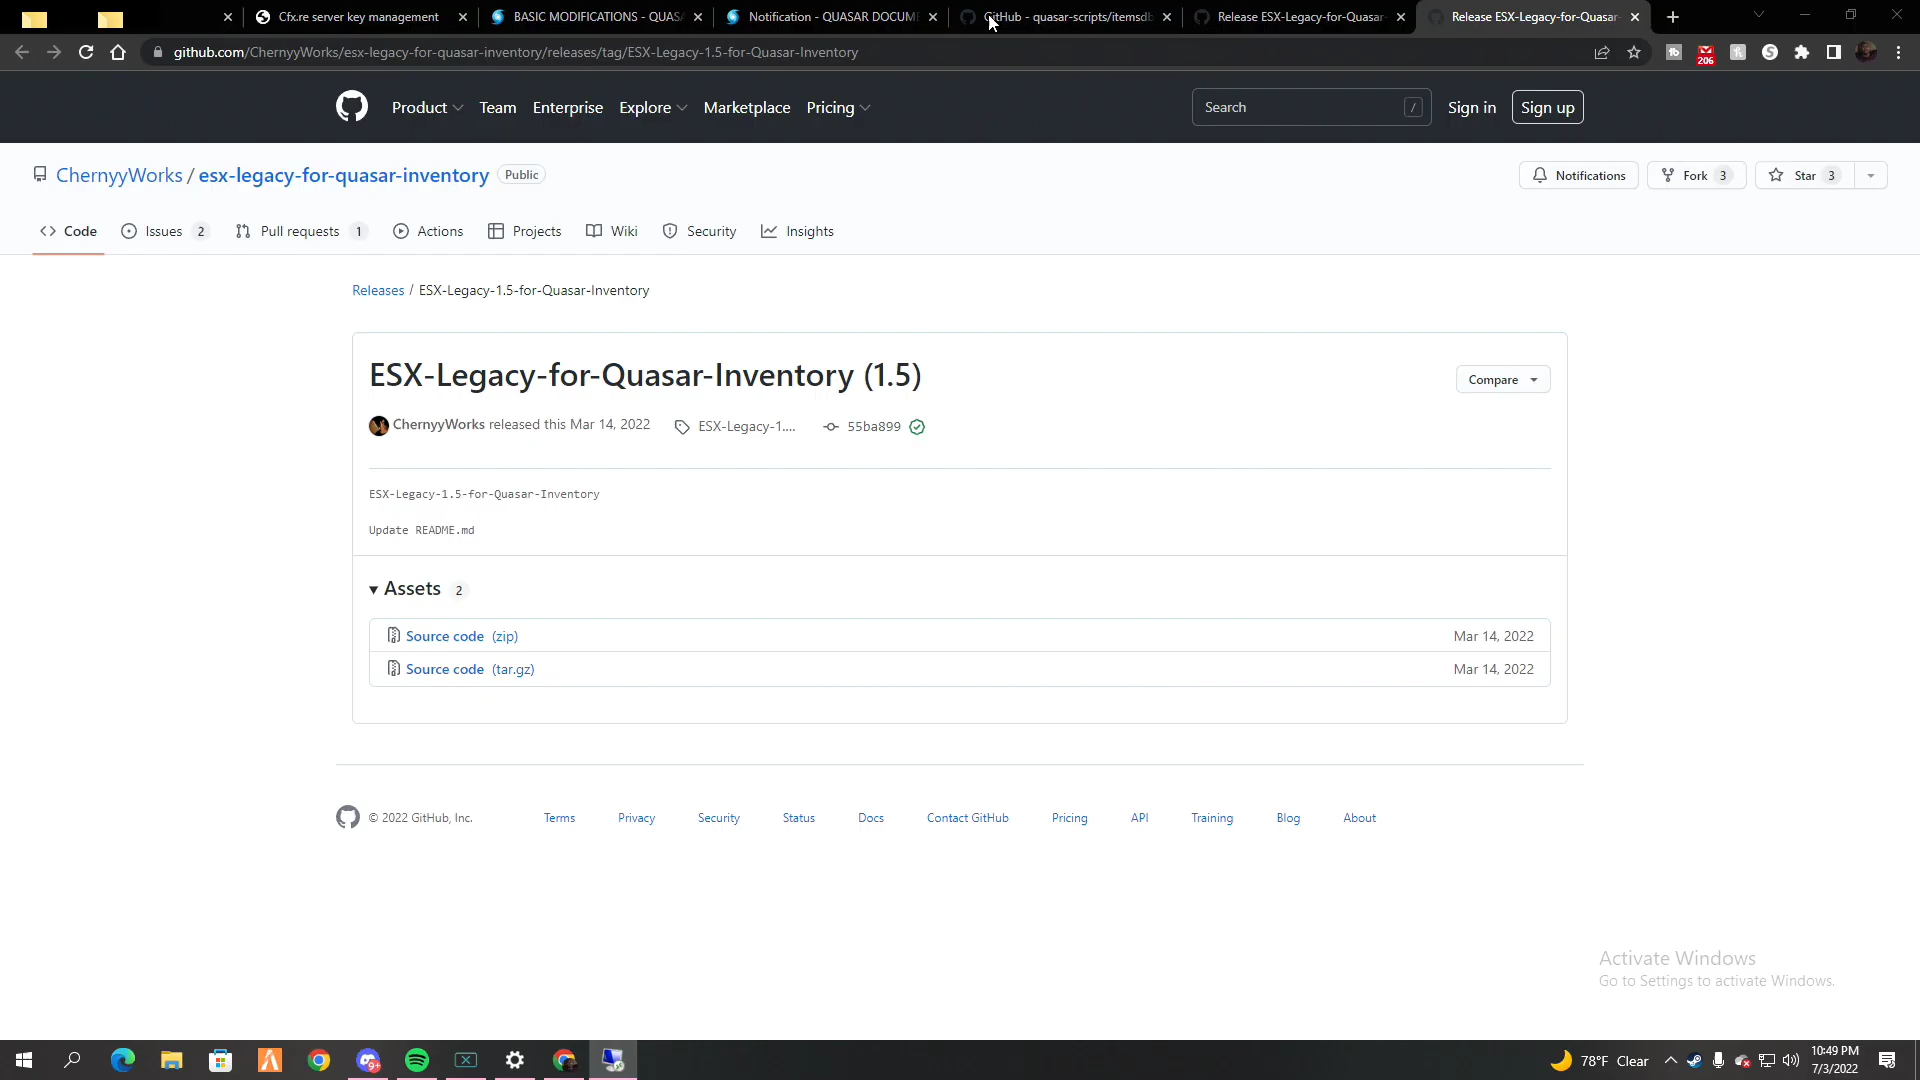 Cfx.re server key management
BASIC MODIFICATIONS - QUAS
Notification - QUASAR DOCUM
GitHub - quasar-scripts/itemsdb
Release ESX-Legacy-for-Quasar-
Release ESX-Legacy-for-Quasar-
github.com/ChernyyWorks/esx-legacy-for-quasar-inventory/releases/tag/ESX-Legacy-1.5-for-Quasar-Inventory
206
Product
Team
Enterprise
Explore
Marketplace
Pricing
Search /
Sign in
Sign up
ChernyyWorks / esx-legacy-for-quasar-inventory Public
Notifications
Fork 3
Star 3
Code
Issues 2
Pull requests 1
Actions
Projects
Wiki
Security
Insights
Releases / ESX-Legacy-1.5-for-Quasar-Inventory
ESX-Legacy-for-Quasar-Inventory (1.5)
Compare
ChernyyWorks released this Mar 14, 2022
ESX-Legacy-1....
55ba899
ESX-Legacy-1.5-for-Quasar-Inventory
Update README.md
Assets 2
Source code (zip) Mar 14, 2022
Source code (tar.gz) Mar 14, 2022
© 2022 GitHub, Inc.
Terms
Privacy
Security
Status
Docs
Contact GitHub
Pricing
API
Training
Blog
About
Activate Windows
Go to Settings to activate Windows.
9+
78°F Clear
10:49 PM
7/3/2022